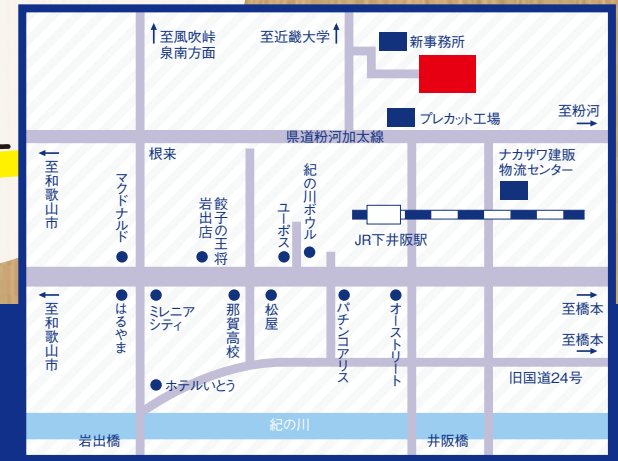 至風吹峠
泉南方面
至近畿大学
新事務所
プレカット工場
至粉河
県道粉河加太線
根来
ナカザワ建販
物流センター
至和歌山市
マクドナルド
餃子の王将
岩出店
ユーポス
紀の川ボウル
JR下井阪駅
至和歌山市
はるやま
ミレニア
シティ
那賀高校
松屋
パチンコアリス
オーストリート
至橋本
至橋本
旧国道24号
ホテルいとう
紀の川
岩出橋
井阪橋